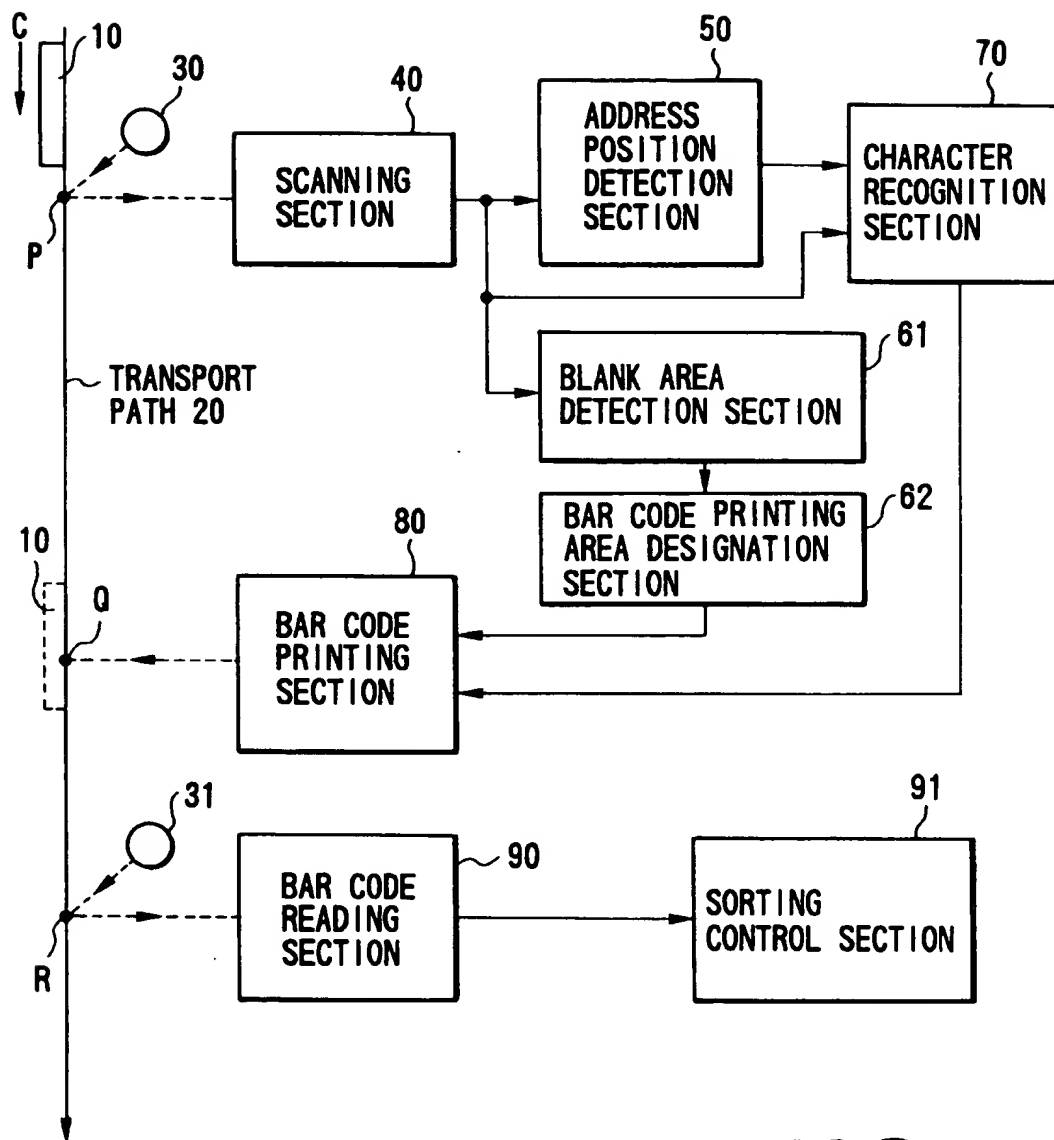 C
10
30
40
50
70
SCANNING
SECTION
ADDRESS
POSITION
DETECTION
SECTION
CHARACTER
RECOGNITION
SECTION
P
61
TRANSPORT
PATH 20
BLANK AREA
DETECTION SECTION
62
BAR CODE PRINTING
AREA DESIGNATION
SECTION
10
Q
80
BAR CODE
PRINTING
SECTION
31
90
91
BAR CODE
READING
SECTION
SORTING
CONTROL SECTION
R